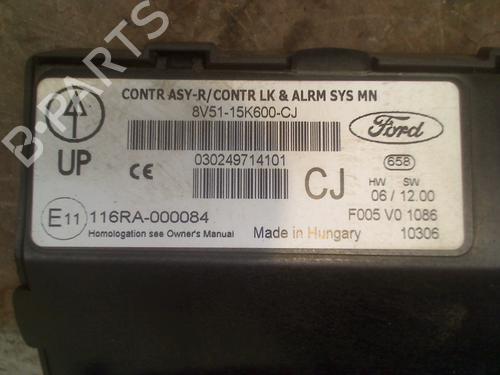 CONTR ASY-R/CONTR LK & ALRM SYS MN
8V51-15K600-CJ
Ford
UP
CE
030249714101
CJ
658
HW SW
06 / 12.00
E11 116RA-000084
F005 V0 1086
Homologation see Owner's Manual
Made in Hungary
10306
B-PARTS